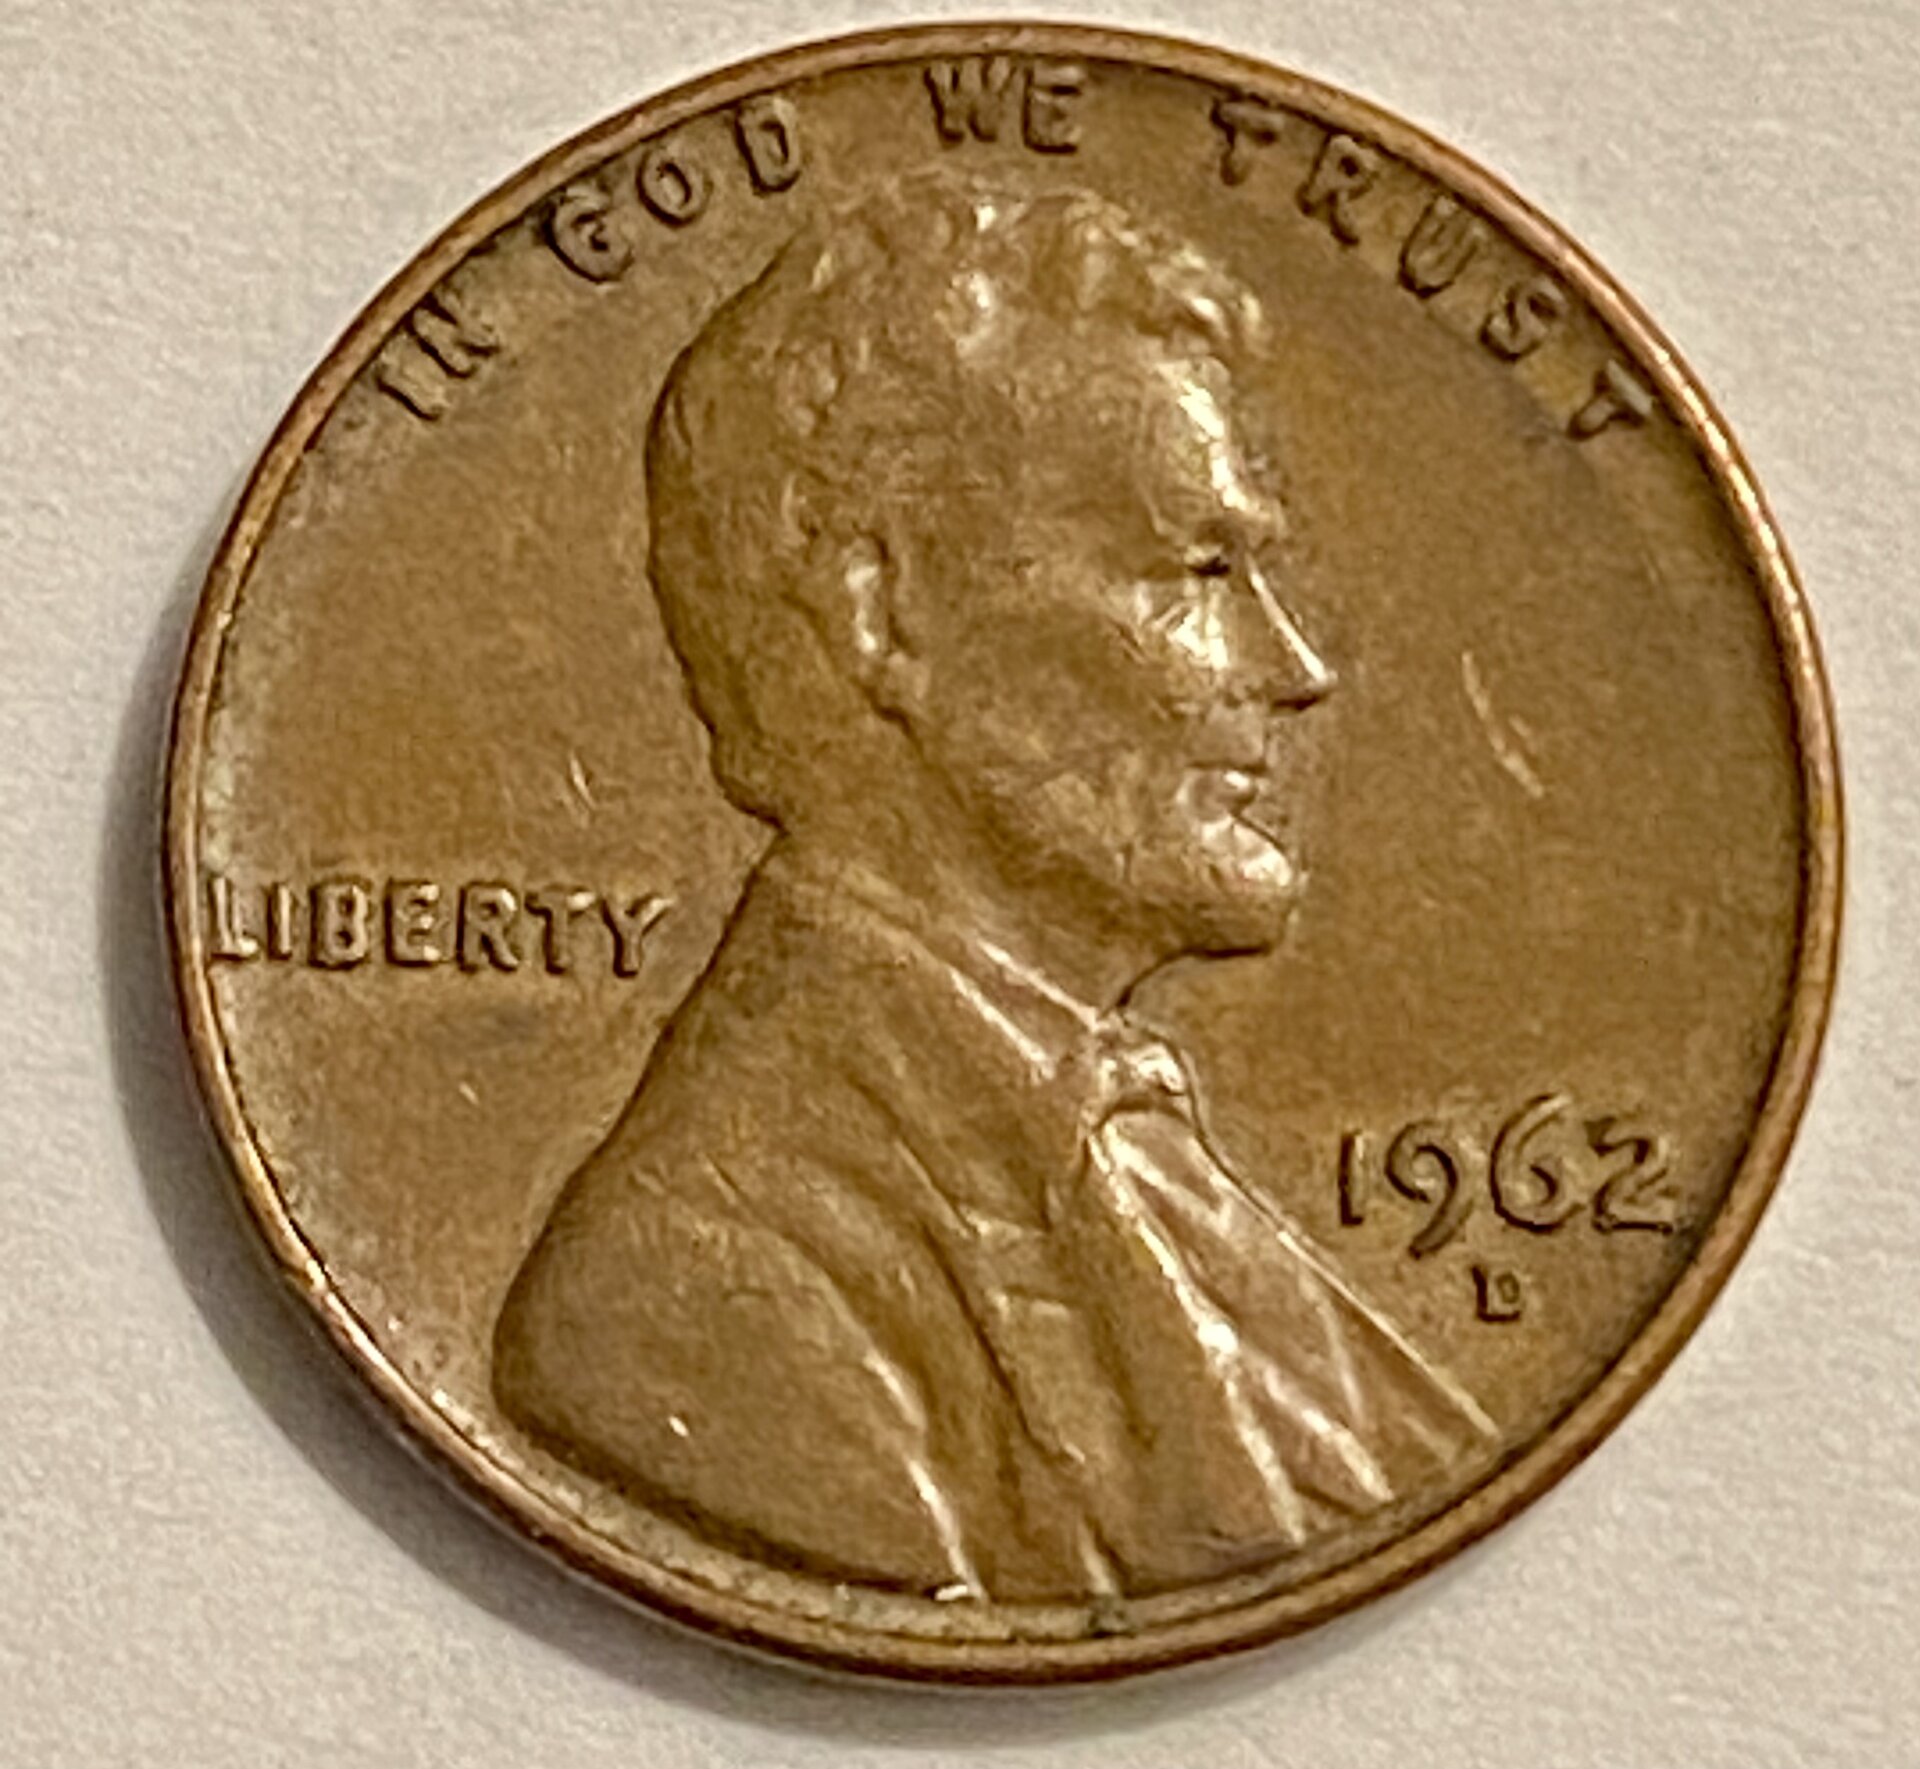 IN GOD WE TRUST
LIBERTY
1962
D